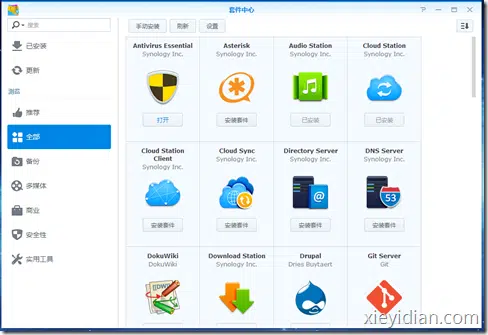 套件中心
搜索
手动安装
刷新
设置
已安装
更新
浏览
推荐
全部
备份
多媒体
商业
安全性
实用工具
Antivirus Essential
Synology Inc.
打开
Asterisk
Synology Inc.
安装套件
Audio Station
Synology Inc.
已安装
Cloud Station
Synology Inc.
已安装
Cloud Station
Client
Synology Inc.
安装套件
Cloud Sync
Synology Inc.
安装套件
Directory Server
Synology Inc.
@
安装套件
DNS Server
Synology Inc.
53
安装套件
DokuWiki
DokuWiki
Download Station
Synology Inc.
Drupal
Dries Buytaert
Git Server
Git
xieyidian.com